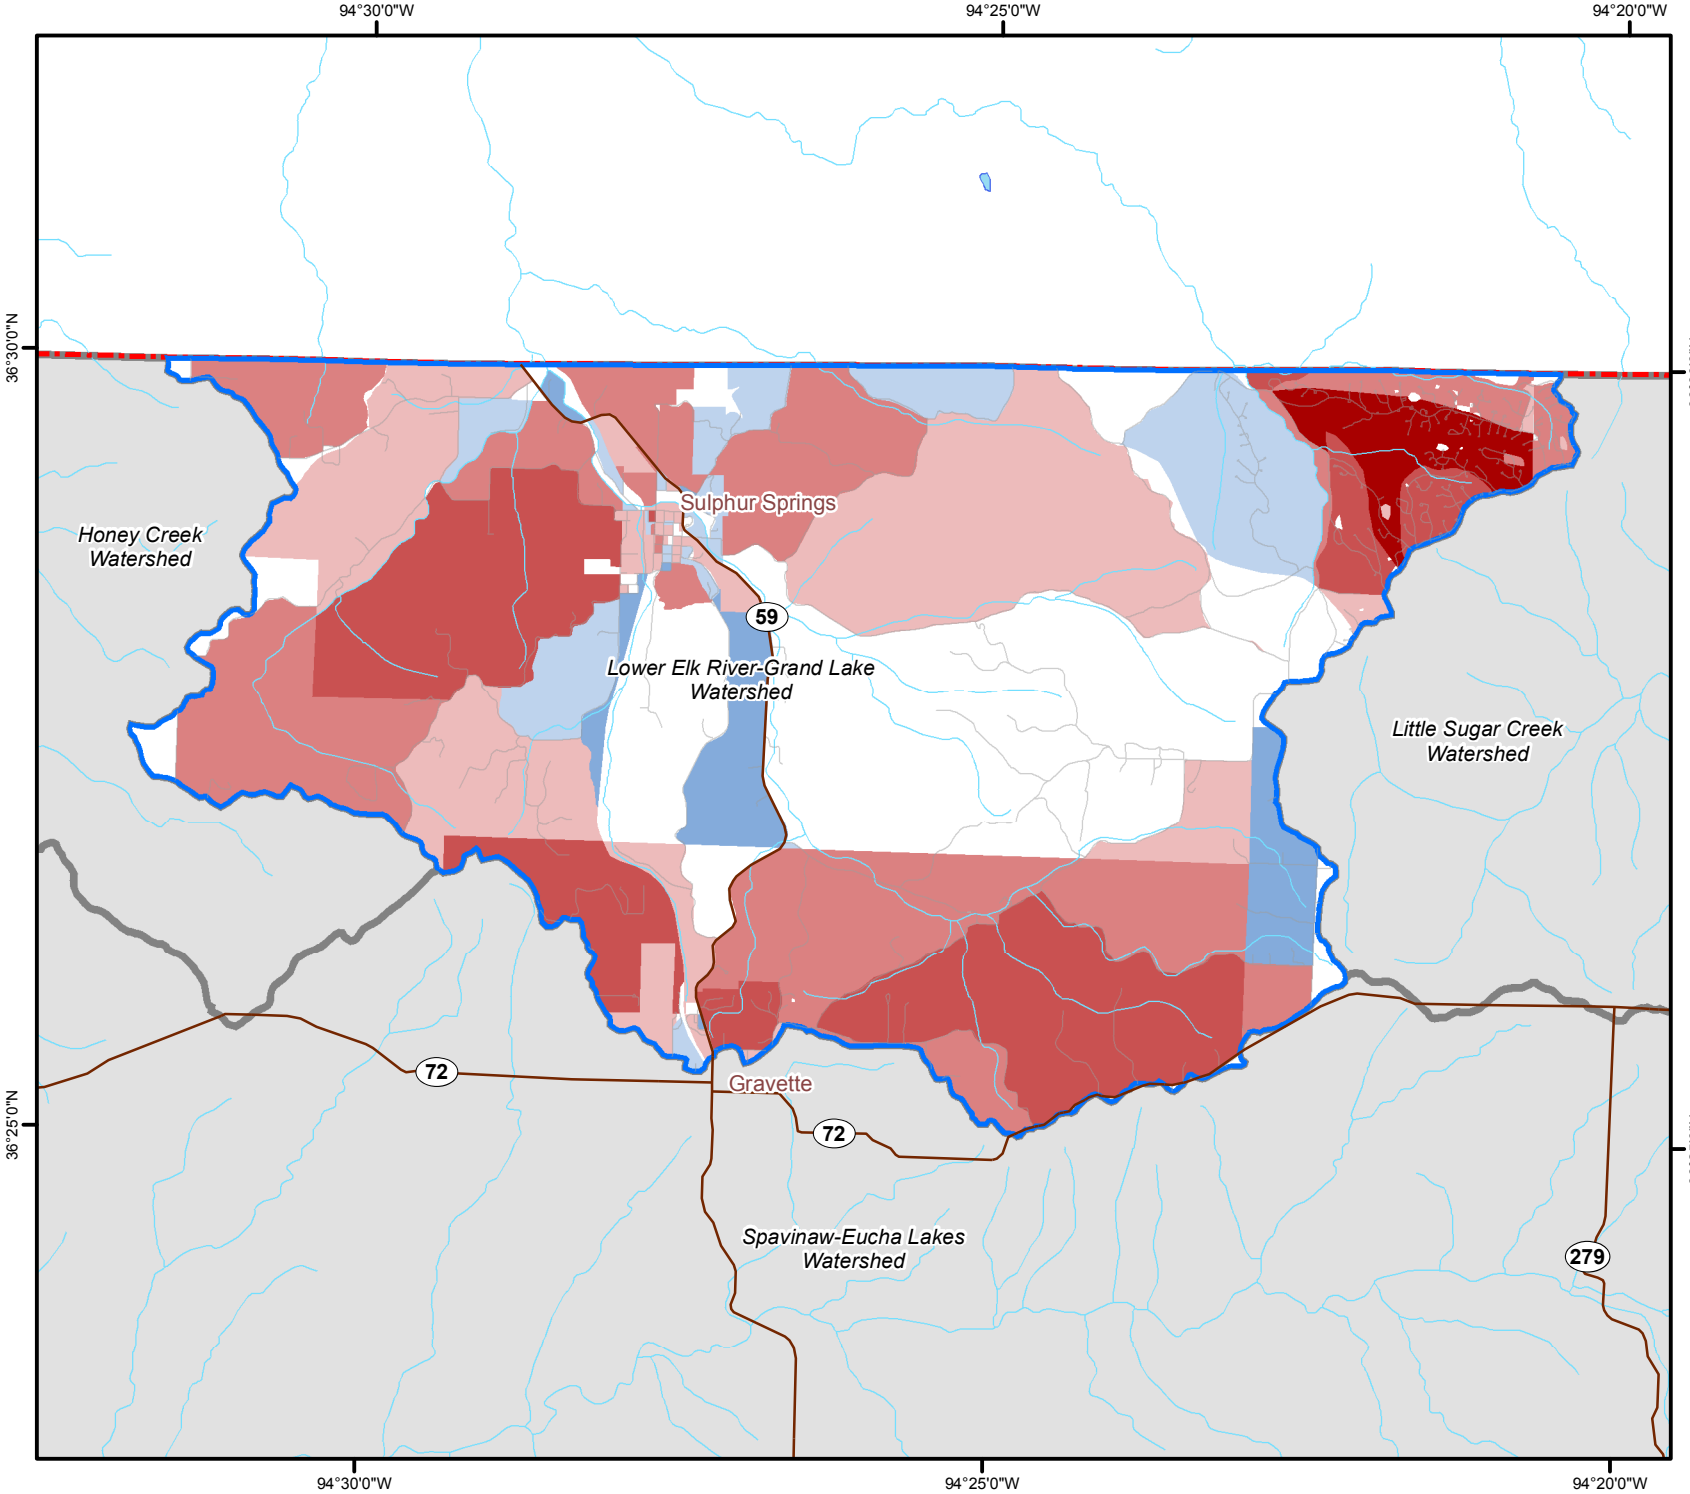 94°30'0"W
94°25'0"W
94°20'0"W
36°30'0"N
Sulphur Springs
Honey Creek
Watershed
59
Lower Elk River-Grand Lake
Watershed
Little Sugar Creek
Watershed
72
Gravette
36°25'0"N
72
Spavinaw-Eucha Lakes
Watershed
279
94°30'0"W
94°25'0"W
94°20'0"W